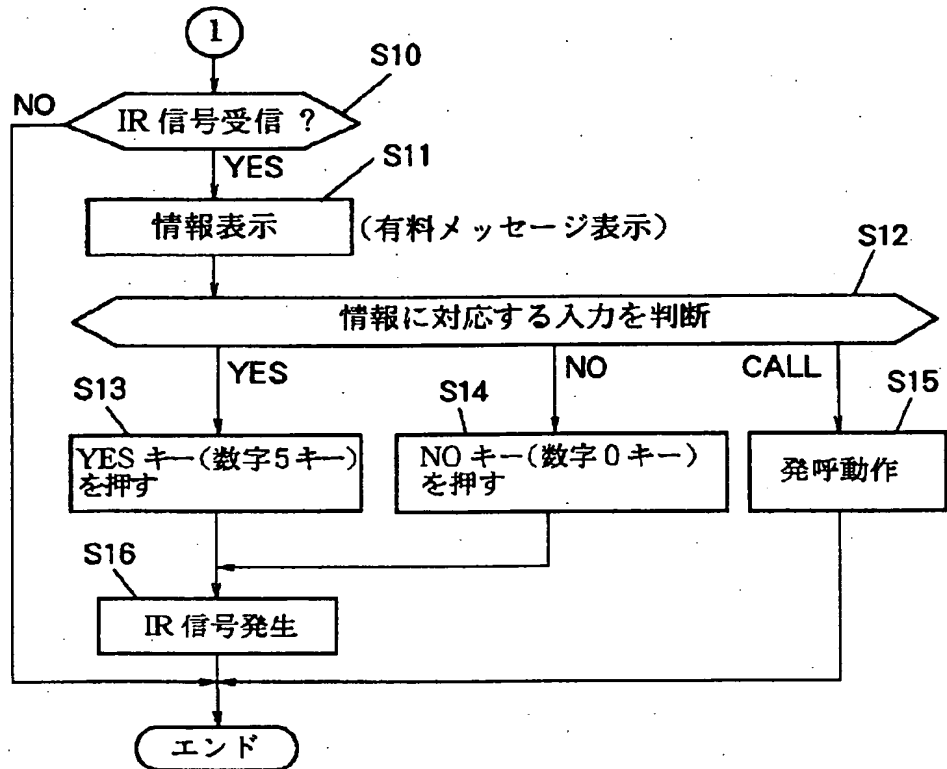 1
S10
NO
IR 信号受信 ?
YES
S11
情報表示
(有料メッセージ表示)
S12
情報に対応する入力を判断
YES
NO
CALL
S13
S14
S15
YES キー(数字5キー)
を押す
NO キー(数字0キー)
を押す
発呼動作
S16
IR 信号発生
エンド